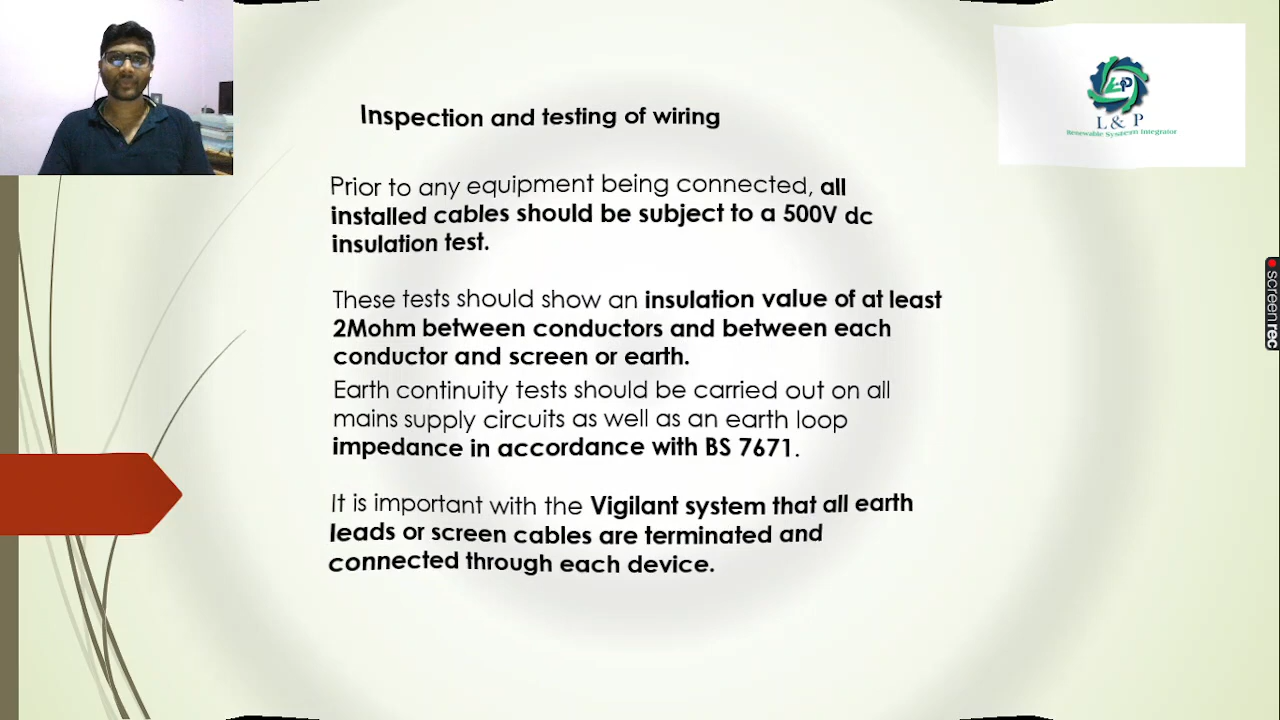 Inspection and testing of wiring
L & P
Renewable System Integrator
Prior to any equipment being connected, all
installed cables should be subject to a 500V dc
insulation test.
These tests should show an insulation value of at least
2Mohm between conductors and between each
conductor and screen or earth.
Earth continuity tests should be carried out on all
mains supply circuits as well as an earth loop
impedance in accordance with BS 7671.
It is important with the Vigilant system that all earth
leads or screen cables are terminated and
connected through each device.
screenrec